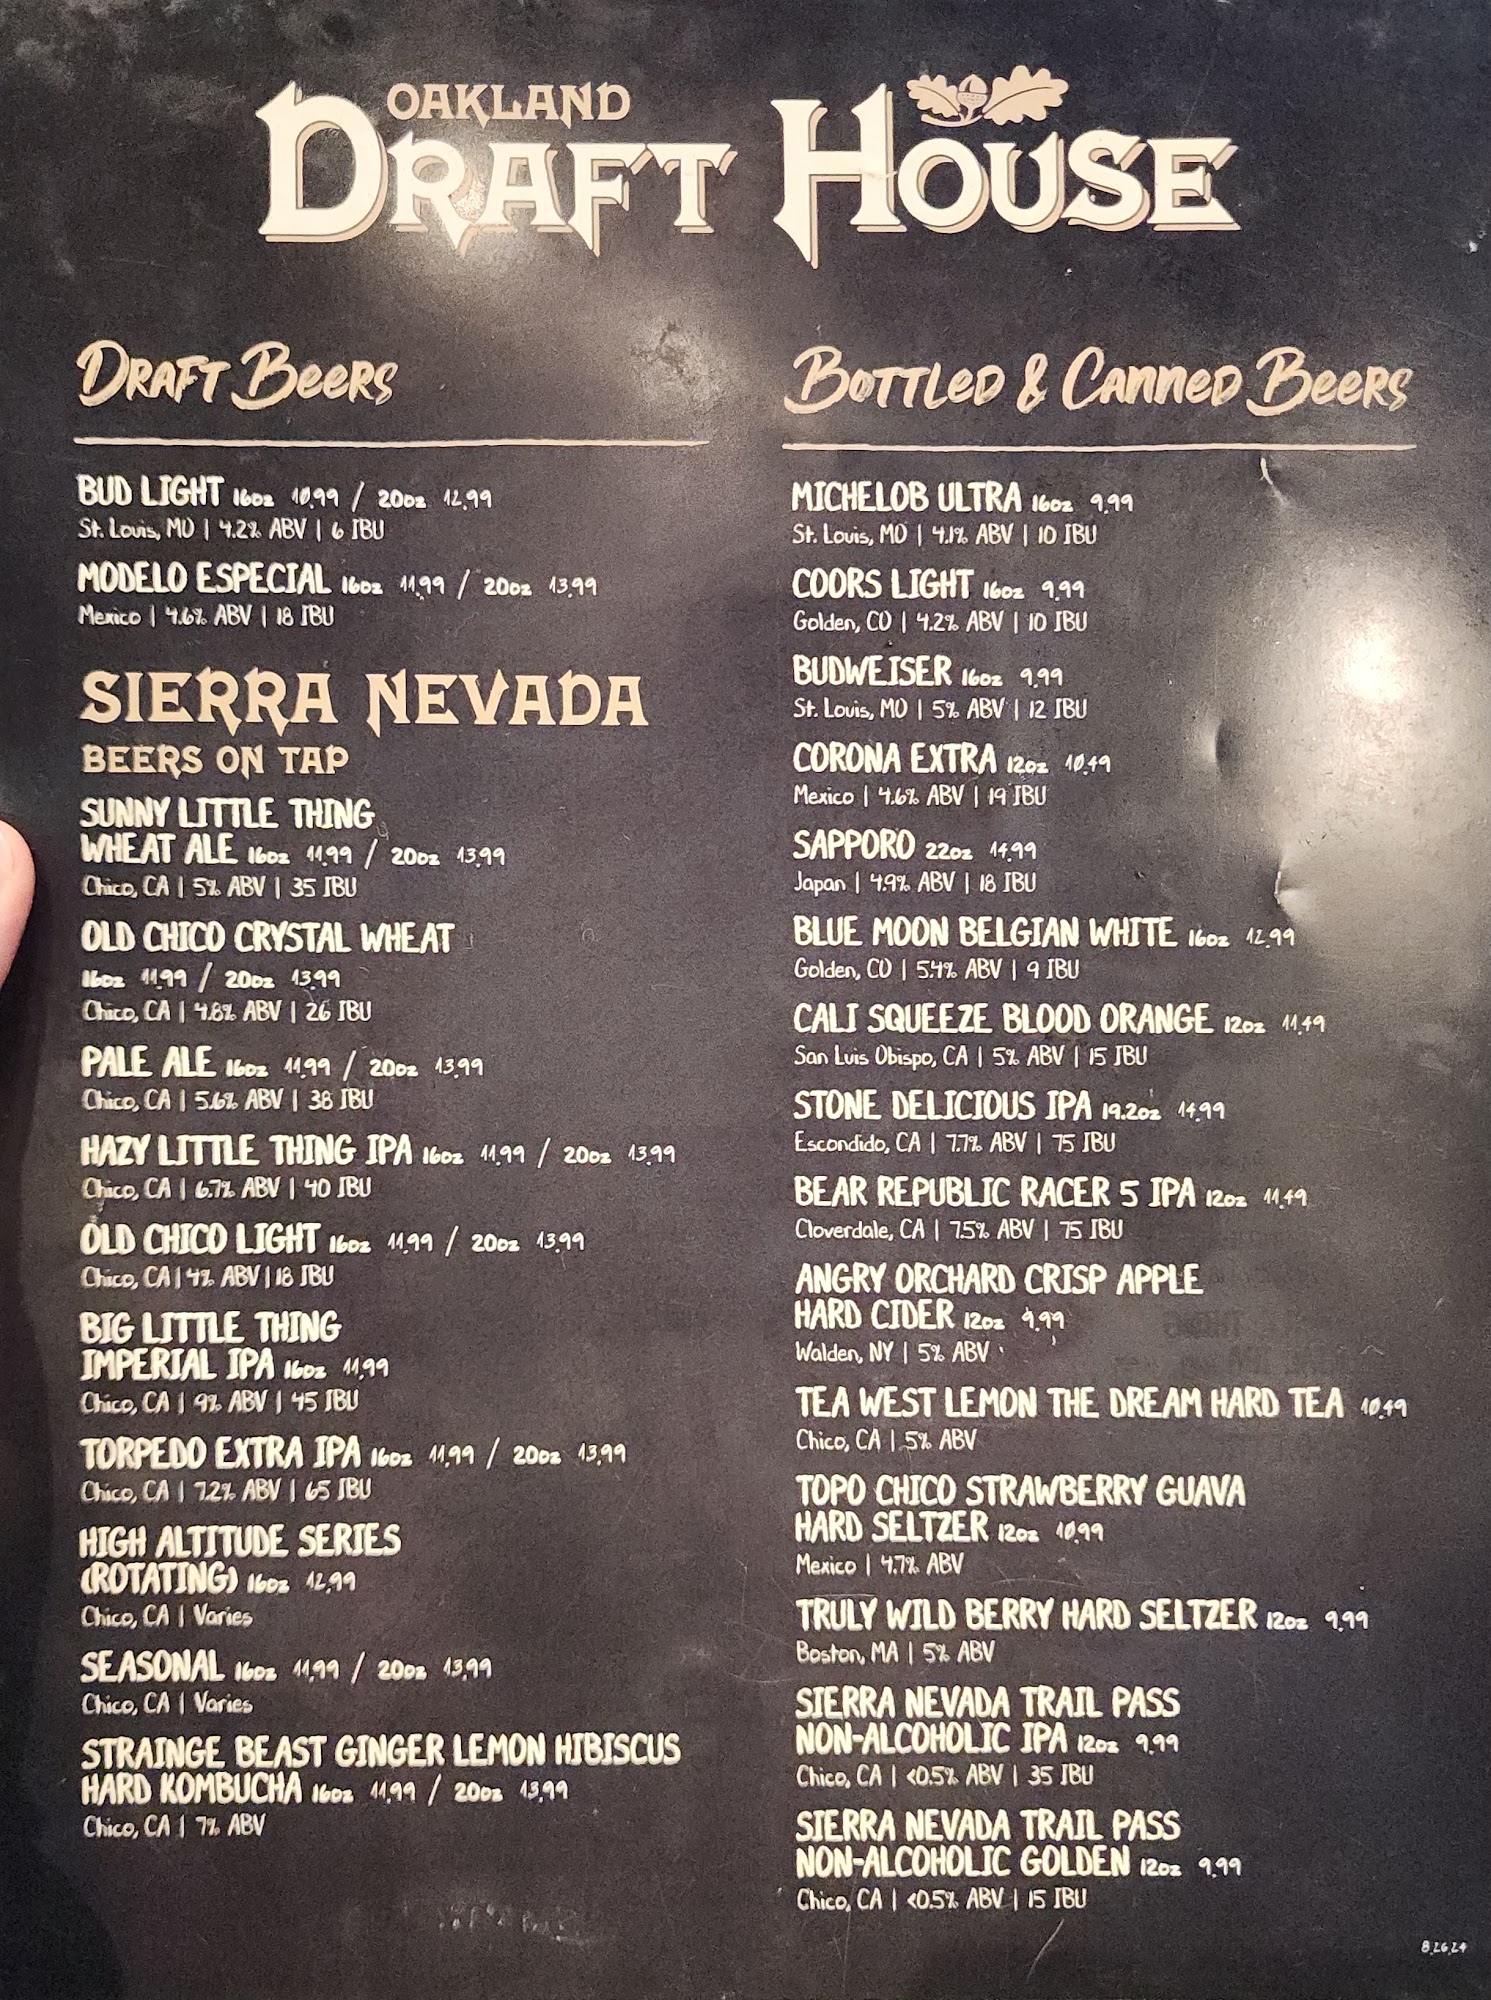 OAKLAND
DRAFT HOUSE
DRAFT BEERS
BUD LIGHT 16oz 10.99 / 20oz 12.99
St. Louis, MO | 4.2% ABV | 6 IBU
MODELO ESPECIAL 16oz 11.99 / 20oz 13.99
Mexico | 4.6% ABV | 18 IBU
SIERRA NEVADA
BEERS ON TAP
SUNNY LITTLE THING
WHEAT ALE 16oz 11.99 / 20oz 13.99
Chico, CA | 5% ABV | 35 IBU
OLD CHICO CRYSTAL WHEAT
16oz 11.99 / 20oz 13.99
Chico, CA | 4.8% ABV | 26 IBU
PALE ALE 16oz 11.99 / 20oz 13.99
Chico, CA | 5.6% ABV | 38 IBU
HAZY LITTLE THING IPA 16oz 11.99 / 20oz 13.99
Chico, CA | 6.7% ABV | 40 IBU
OLD CHICO LIGHT 16oz 11.99 / 20oz 13.99
Chico, CA | 4% ABV | 18 IBU
BIG LITTLE THING
IMPERIAL IPA 16oz 11.99
Chico, CA | 9% ABV | 45 IBU
TORPEDO EXTRA IPA 16oz 11.99 / 20oz 13.99
Chico, CA | 7.2% ABV | 65 IBU
HIGH ALTITUDE SERIES
(ROTATING) 16oz 12.99
Chico, CA | Varies
SEASONAL 16oz 11.99 / 20oz 13.99
Chico, CA | Varies
STRAINGE BEAST GINGER LEMON HIBISCUS
HARD KOMBUCHA 16oz 11.99 / 20oz 13.99
Chico, CA | 7% ABV
BOTTLED & CANNED BEERS
MICHELOB ULTRA 16oz 9.99
St. Louis, MO | 4.1% ABV | 10 IBU
COORS LIGHT 16oz 9.99
Golden, CO | 4.2% ABV | 10 IBU
BUDWEISER 16oz 9.99
St. Louis, MO | 5% ABV | 12 IBU
CORONA EXTRA 12oz 10.49
Mexico | 4.6% ABV | 19 IBU
SAPPORO 22oz 14.99
Japan | 4.9% ABV | 18 IBU
BLUE MOON BELGIAN WHITE 16oz 12.99
Golden, CO | 5.4% ABV | 9 IBU
CALI SQUEEZE BLOOD ORANGE 12oz 11.49
San Luis Obispo, CA | 5% ABV | 15 IBU
STONE DELICIOUS IPA 19.2oz 14.99
Escondido, CA | 7.7% ABV | 75 IBU
BEAR REPUBLIC RACER 5 IPA 12oz 11.49
Cloverdale, CA | 7.5% ABV | 75 IBU
ANGRY ORCHARD CRISP APPLE
HARD CIDER 12oz 9.99
Walden, NY | 5% ABV
TEA WEST LEMON THE DREAM HARD TEA 10.49
Chico, CA | 5% ABV
TOPO CHICO STRAWBERRY GUAVA
HARD SELTZER 12oz 10.99
Mexico | 4.7% ABV
TRULY WILD BERRY HARD SELTZER 12oz 9.99
Boston, MA | 5% ABV
SIERRA NEVADA TRAIL PASS
NON-ALCOHOLIC IPA 12oz 9.99
Chico, CA | <0.5% ABV | 35 IBU
SIERRA NEVADA TRAIL PASS
NON-ALCOHOLIC GOLDEN 12oz 9.99
Chico, CA | <0.5% ABV | 15 IBU
8.26.24